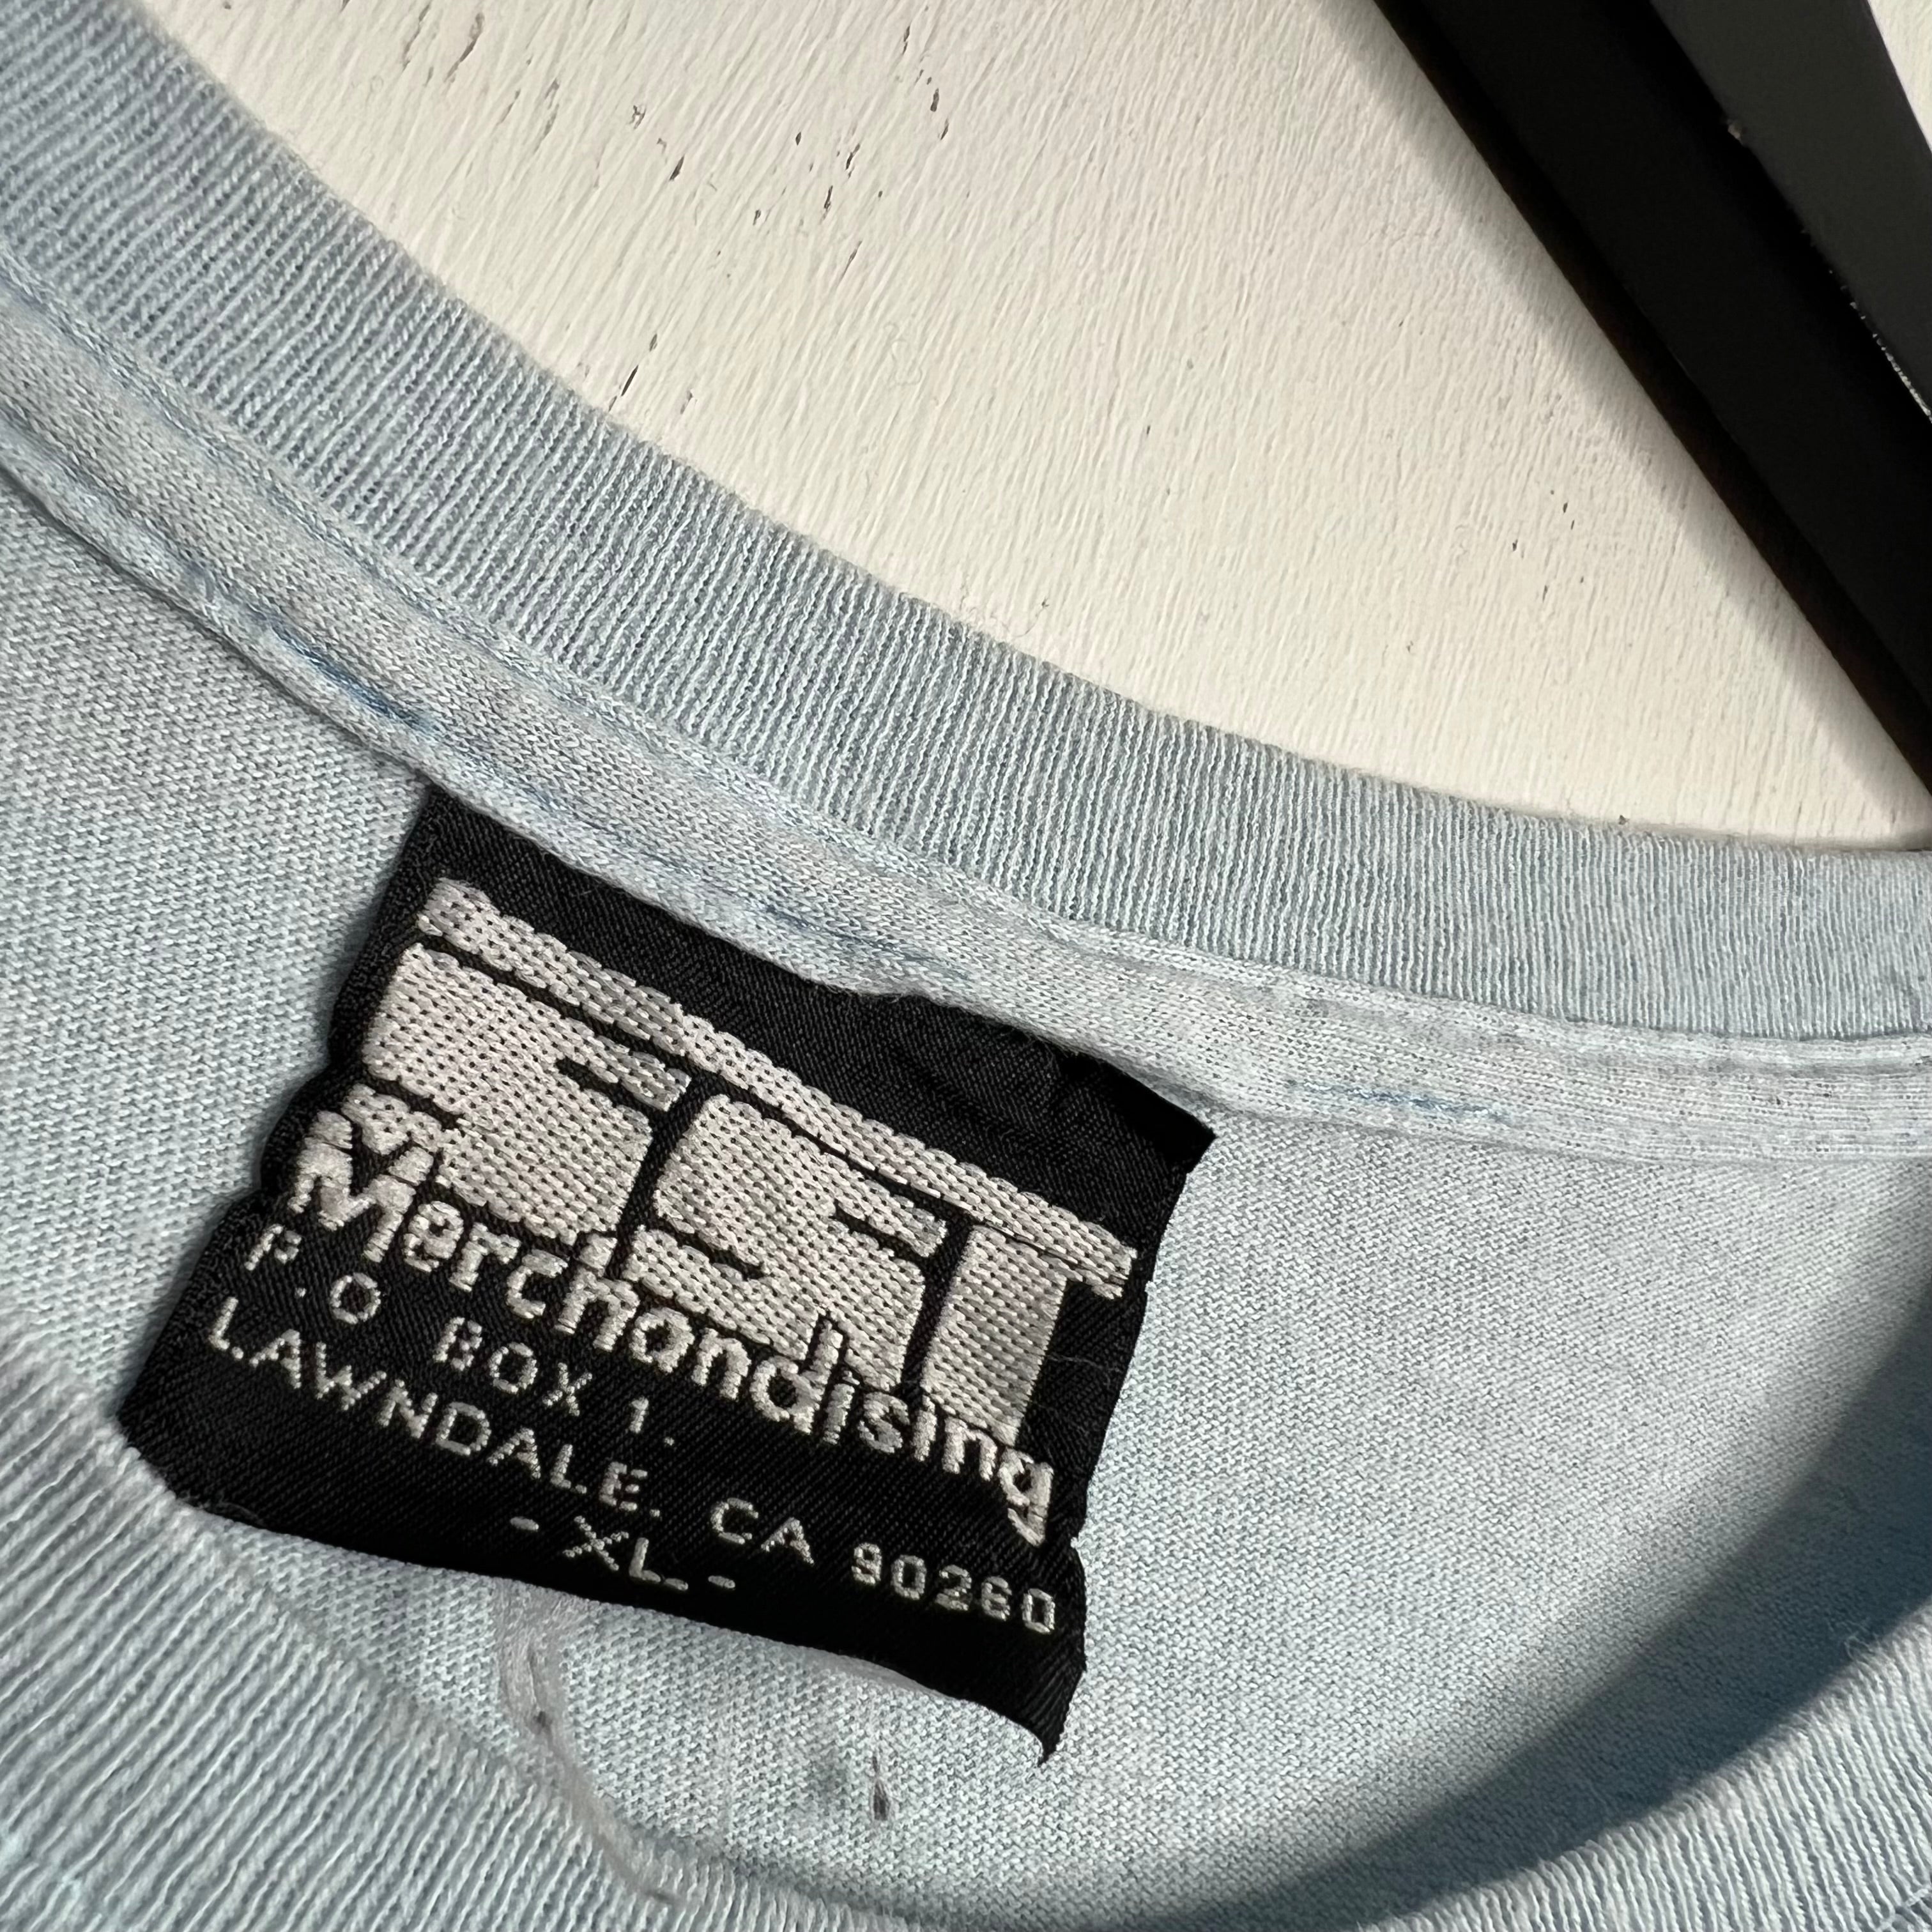 SST
Merchandising
P.O BOX 1.
LAWNDALE. CA 90260
- XL -